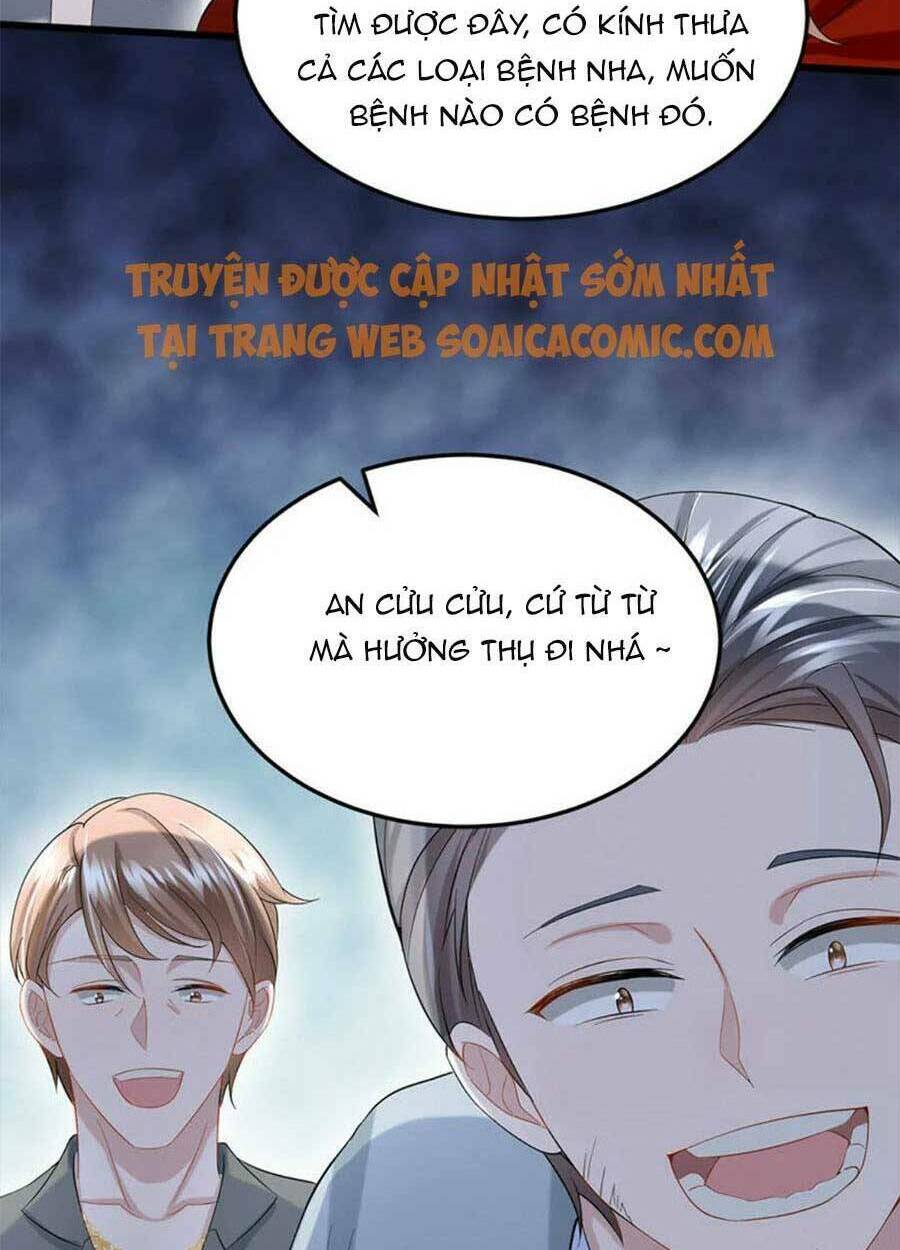 TÌM ĐƯỢC ĐÂY, CÓ KÍNH THƯA
CẢ CÁC LOẠI BỆNH NHA, MUỐN
BỆNH NÀO CÓ BỆNH ĐÓ.
TRUYỆN ĐƯỢC CẬP NHẬT SỚM NHẤT
TẠI TRANG WEB SOAICACOMIC.COM
AN CỬU CỬU, CỨ TỪ TỪ
MÀ HƯỞNG THỤ ĐI NHÁ ~